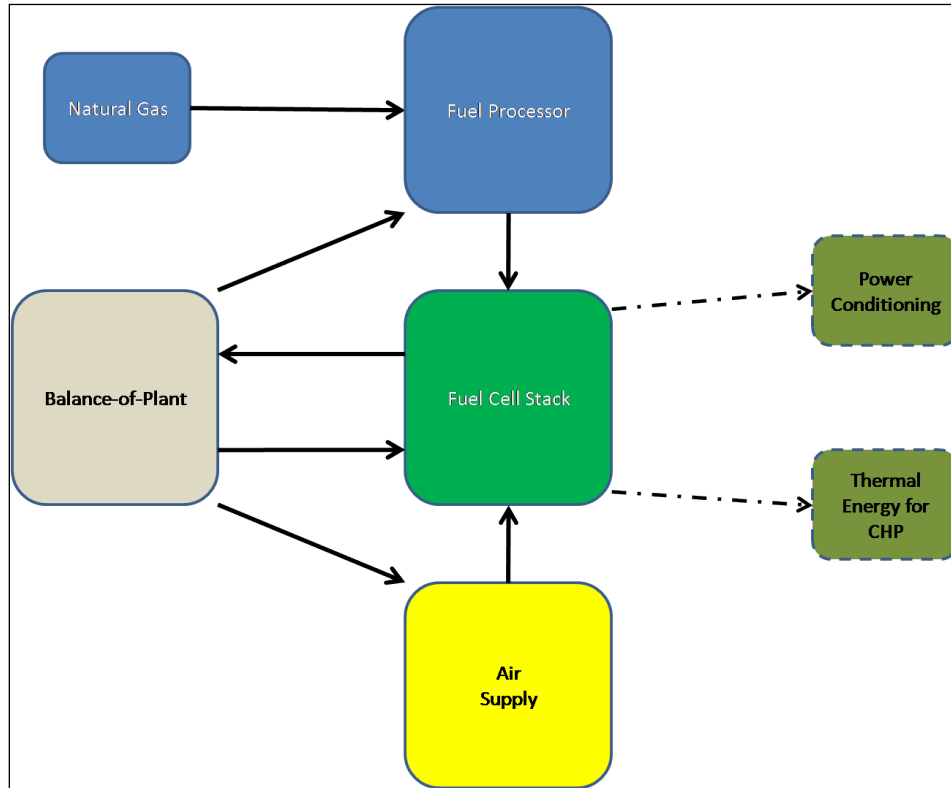 Natural Gas
Fuel Processor
Power
Conditioning
Balance-of-Plant
Fuel Cell Stack
Thermal
Energy for
CHP
Air
Supply